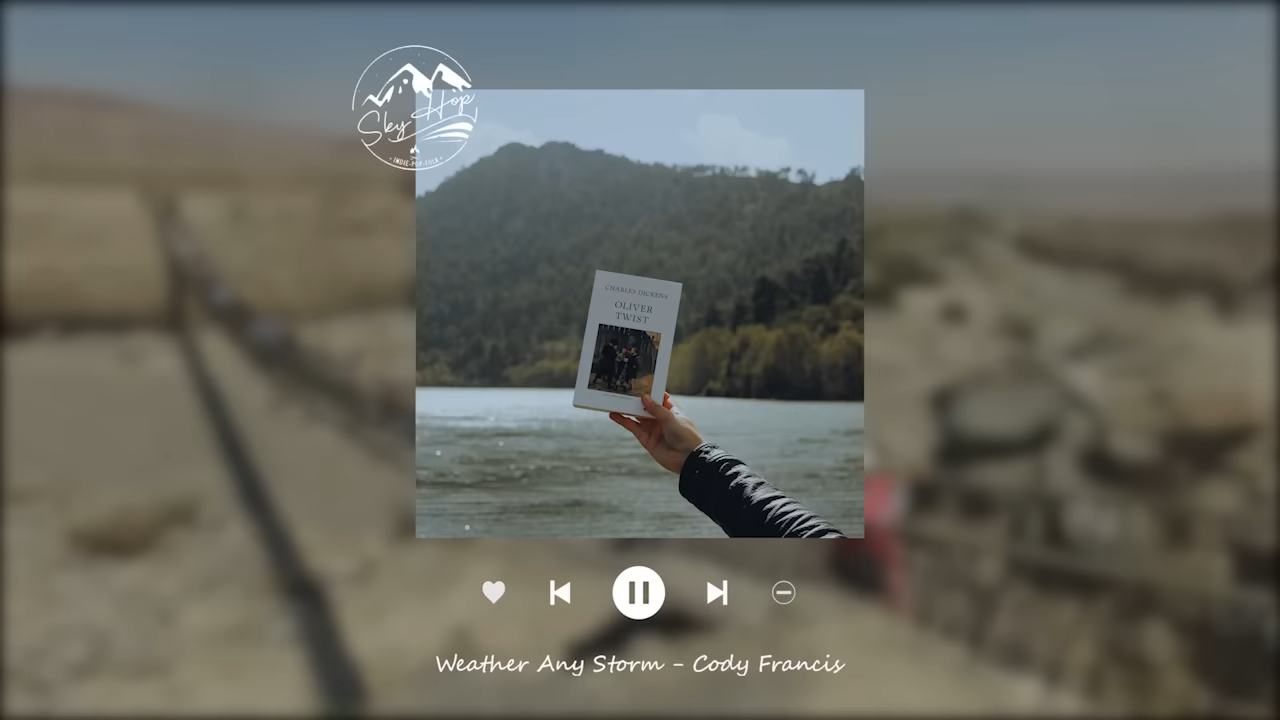 Sky Hop
• INDIE-POP-FOLK •
CHARLES DICKENS
OLIVER
TWIST
Weather Any Storm - Cody Francis